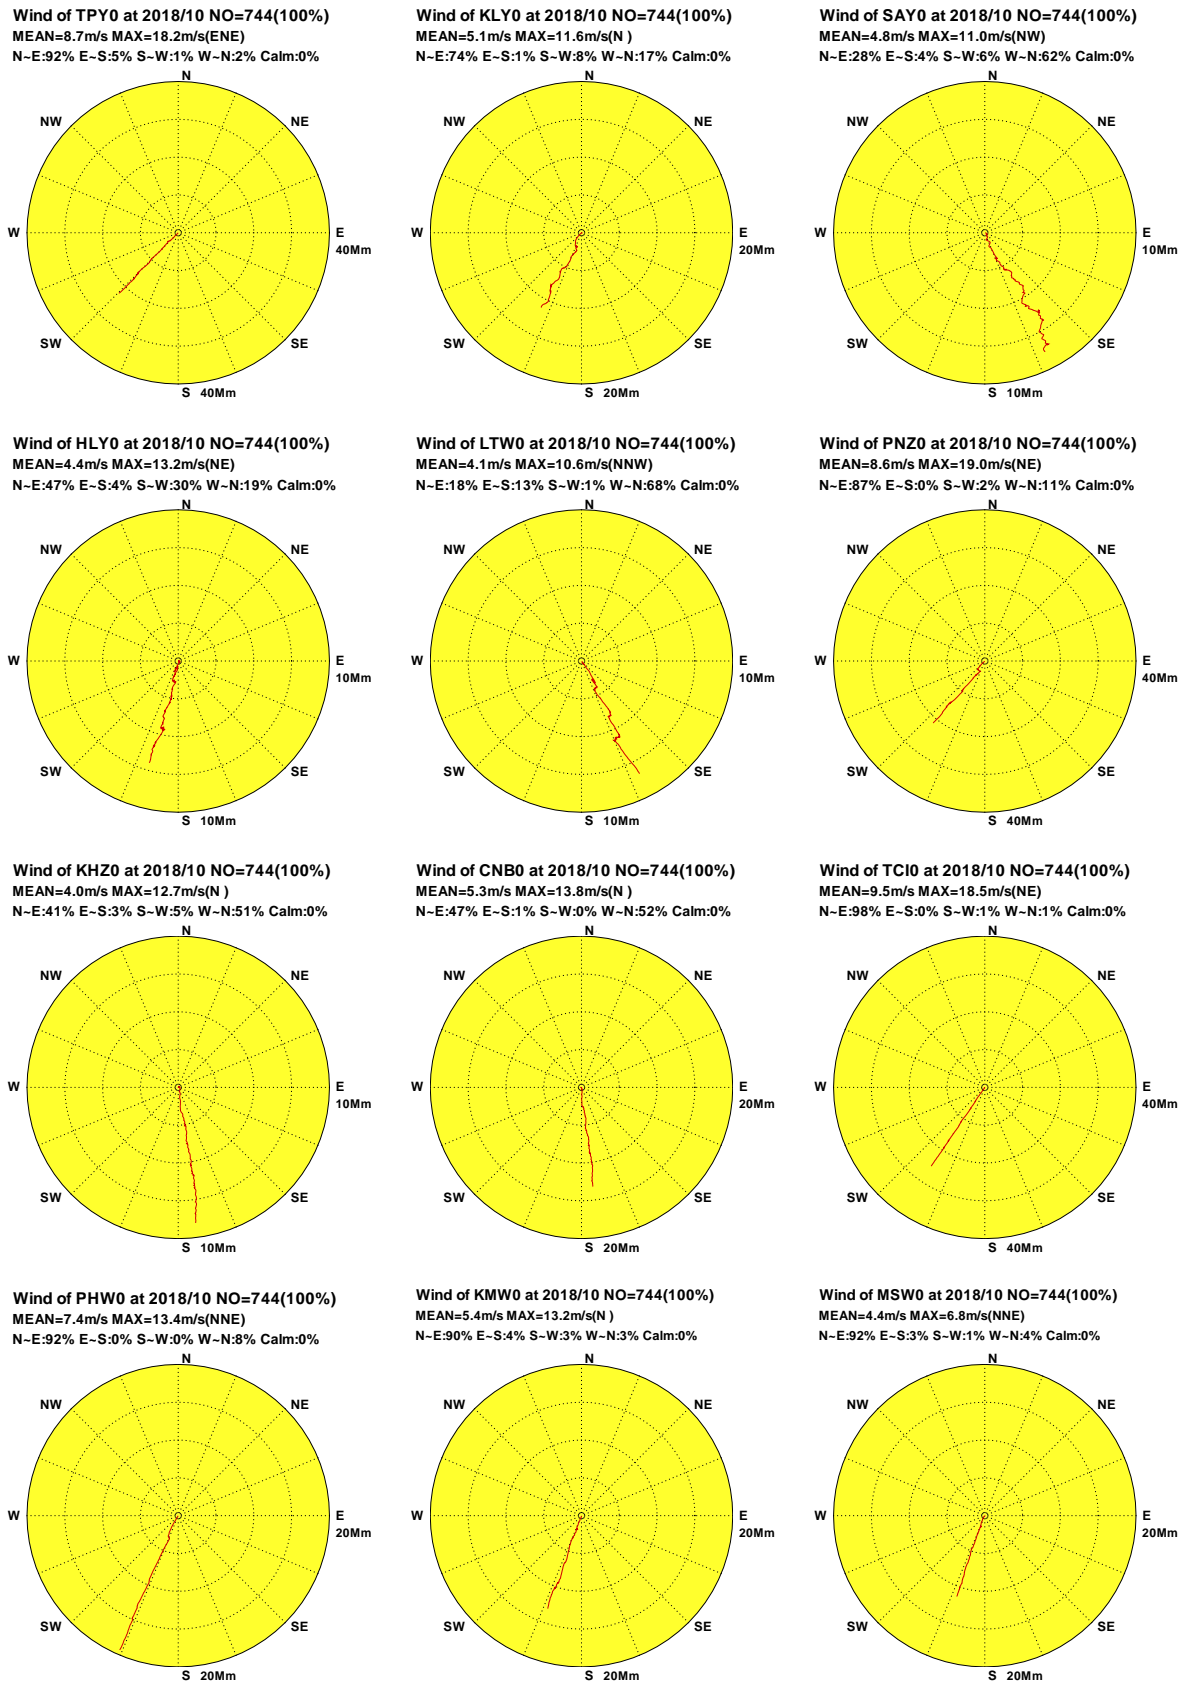 Wind of TPY0 at 2018/10 NO=744(100%)
MEAN=8.7m/s MAX=18.2m/s(ENE)
N~E:92% E~S:5% S~W:1% W~N:2% Calm:0%
N
NW
NE
W
E
40Mm
SW
SE
S 40Mm
Wind of KLY0 at 2018/10 NO=744(100%)
MEAN=5.1m/s MAX=11.6m/s(N )
N~E:74% E~S:1% S~W:8% W~N:17% Calm:0%
N
NW
NE
W
E
20Mm
SW
SE
S 20Mm
Wind of SAY0 at 2018/10 NO=744(100%)
MEAN=4.8m/s MAX=11.0m/s(NW)
N~E:28% E~S:4% S~W:6% W~N:62% Calm:0%
N
NW
NE
W
E
10Mm
SW
SE
S 10Mm
Wind of HLY0 at 2018/10 NO=744(100%)
MEAN=4.4m/s MAX=13.2m/s(NE)
N~E:47% E~S:4% S~W:30% W~N:19% Calm:0%
N
NW
NE
W
E
10Mm
SW
SE
S 10Mm
Wind of LTW0 at 2018/10 NO=744(100%)
MEAN=4.1m/s MAX=10.6m/s(NNW)
N~E:18% E~S:13% S~W:1% W~N:68% Calm:0%
N
NW
NE
W
E
10Mm
SW
SE
S 10Mm
Wind of PNZ0 at 2018/10 NO=744(100%)
MEAN=8.6m/s MAX=19.0m/s(NE)
N~E:87% E~S:0% S~W:2% W~N:11% Calm:0%
N
NW
NE
W
E
40Mm
SW
SE
S 40Mm
Wind of KHZ0 at 2018/10 NO=744(100%)
MEAN=4.0m/s MAX=12.7m/s(N )
N~E:41% E~S:3% S~W:5% W~N:51% Calm:0%
N
NW
NE
W
E
10Mm
SW
SE
S 10Mm
Wind of CNB0 at 2018/10 NO=744(100%)
MEAN=5.3m/s MAX=13.8m/s(N )
N~E:47% E~S:1% S~W:0% W~N:52% Calm:0%
N
NW
NE
W
E
20Mm
SW
SE
S 20Mm
Wind of TCI0 at 2018/10 NO=744(100%)
MEAN=9.5m/s MAX=18.5m/s(NE)
N~E:98% E~S:0% S~W:1% W~N:1% Calm:0%
N
NW
NE
W
E
40Mm
SW
SE
S 40Mm
Wind of PHW0 at 2018/10 NO=744(100%)
MEAN=7.4m/s MAX=13.4m/s(NNE)
N~E:92% E~S:0% S~W:0% W~N:8% Calm:0%
N
NW
NE
W
E
20Mm
SW
SE
S 20Mm
Wind of KMW0 at 2018/10 NO=744(100%)
MEAN=5.4m/s MAX=13.2m/s(N )
N~E:90% E~S:4% S~W:3% W~N:3% Calm:0%
N
NW
NE
W
E
20Mm
SW
SE
S 20Mm
Wind of MSW0 at 2018/10 NO=744(100%)
MEAN=4.4m/s MAX=6.8m/s(NNE)
N~E:92% E~S:3% S~W:1% W~N:4% Calm:0%
N
NW
NE
W
E
20Mm
SW
SE
S 20Mm